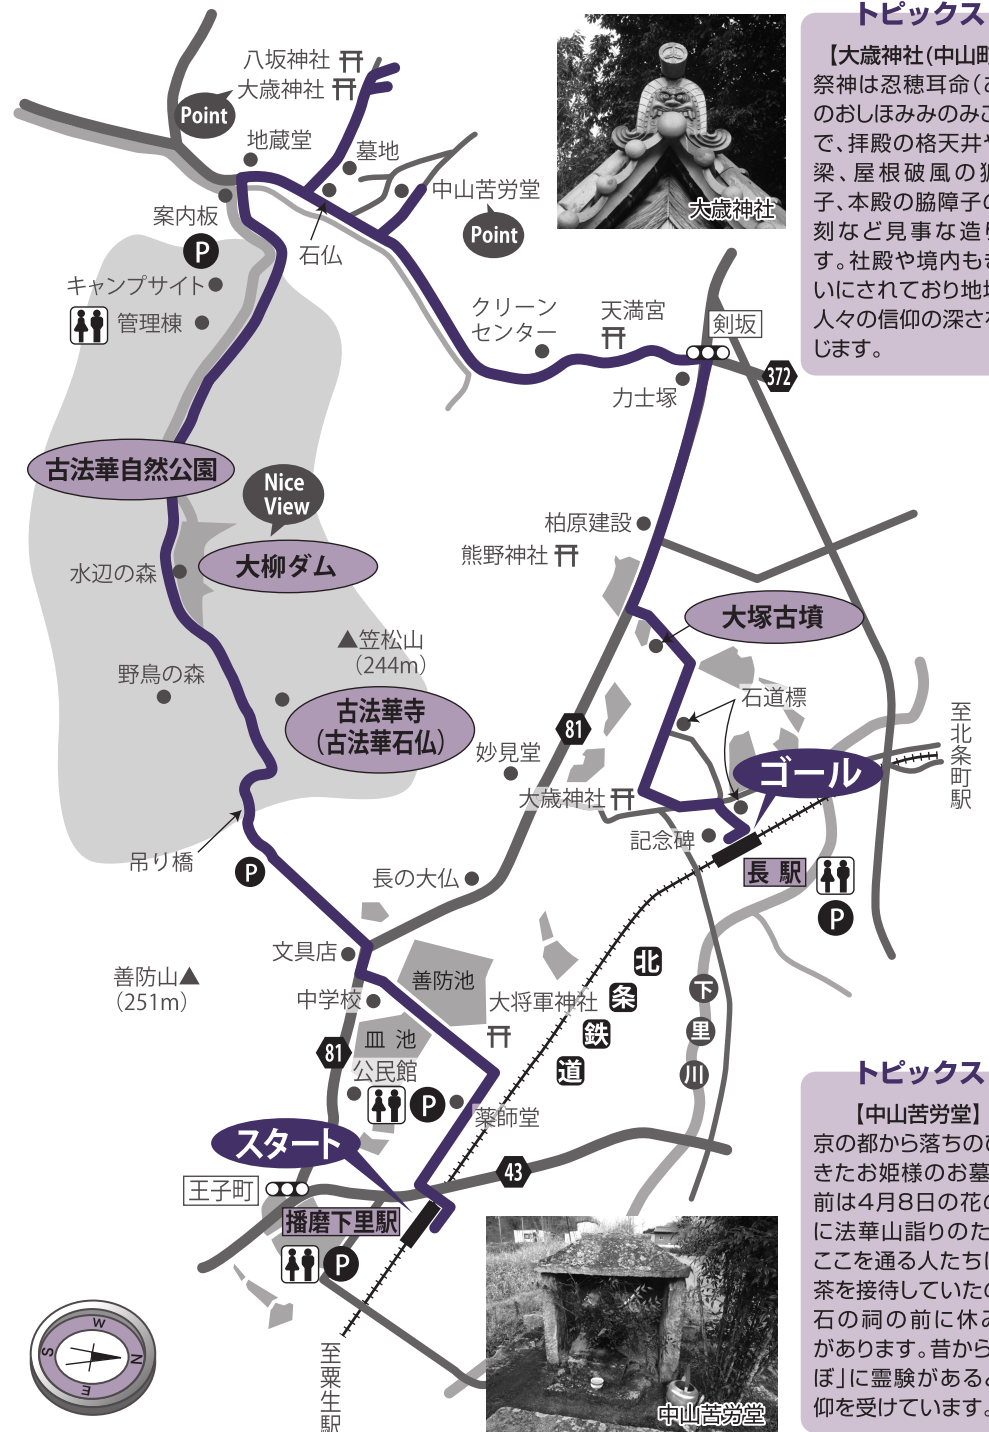 トピックス
【大歳神社(中山町
祭神は忍穂耳命(あ
のおしほみみのみこ
で、拝殿の格天井や
梁、屋根破風の獅
子、本殿の脇障子の
刻など見事な造り
す。社殿や境内もき
いにされており地域
人々の信仰の深さ
じます。
大歳神社
八坂神社
大歳神社
Point
地蔵堂
墓地
中山苦労堂
Point
案内板
P
石仏
キャンプサイト
管理棟
クリーン
センター
天満宮
剣坂
372
力士塚
古法華自然公園
Nice
View
柏原建設
熊野神社
大柳ダム
水辺の森
大塚古墳
笠松山
(244m)
野鳥の森
石道標
古法華寺
(古法華石仏)
81
至北条町駅
妙見堂
ゴール
大歳神社
記念碑
吊り橋
P
長の大仏
長駅
P
文具店
善防山
(251m)
善防池
中学校
大将軍神社
北条鉄道
下里川
皿池
81
公民館
P
薬師堂
スタート
43
王子町
播磨下里駅
P
至粟生駅
W
S
N
E
中山苦労堂
トピックス
【中山苦労堂】
京の都から落ちのび
きたお姫様のお墓
前は4月8日の花の
に法華山詣りのた
ここを通る人たちに
茶を接待していたの
石の祠の前に休み
があります。昔から
ぼ」に霊験があると
仰を受けています。